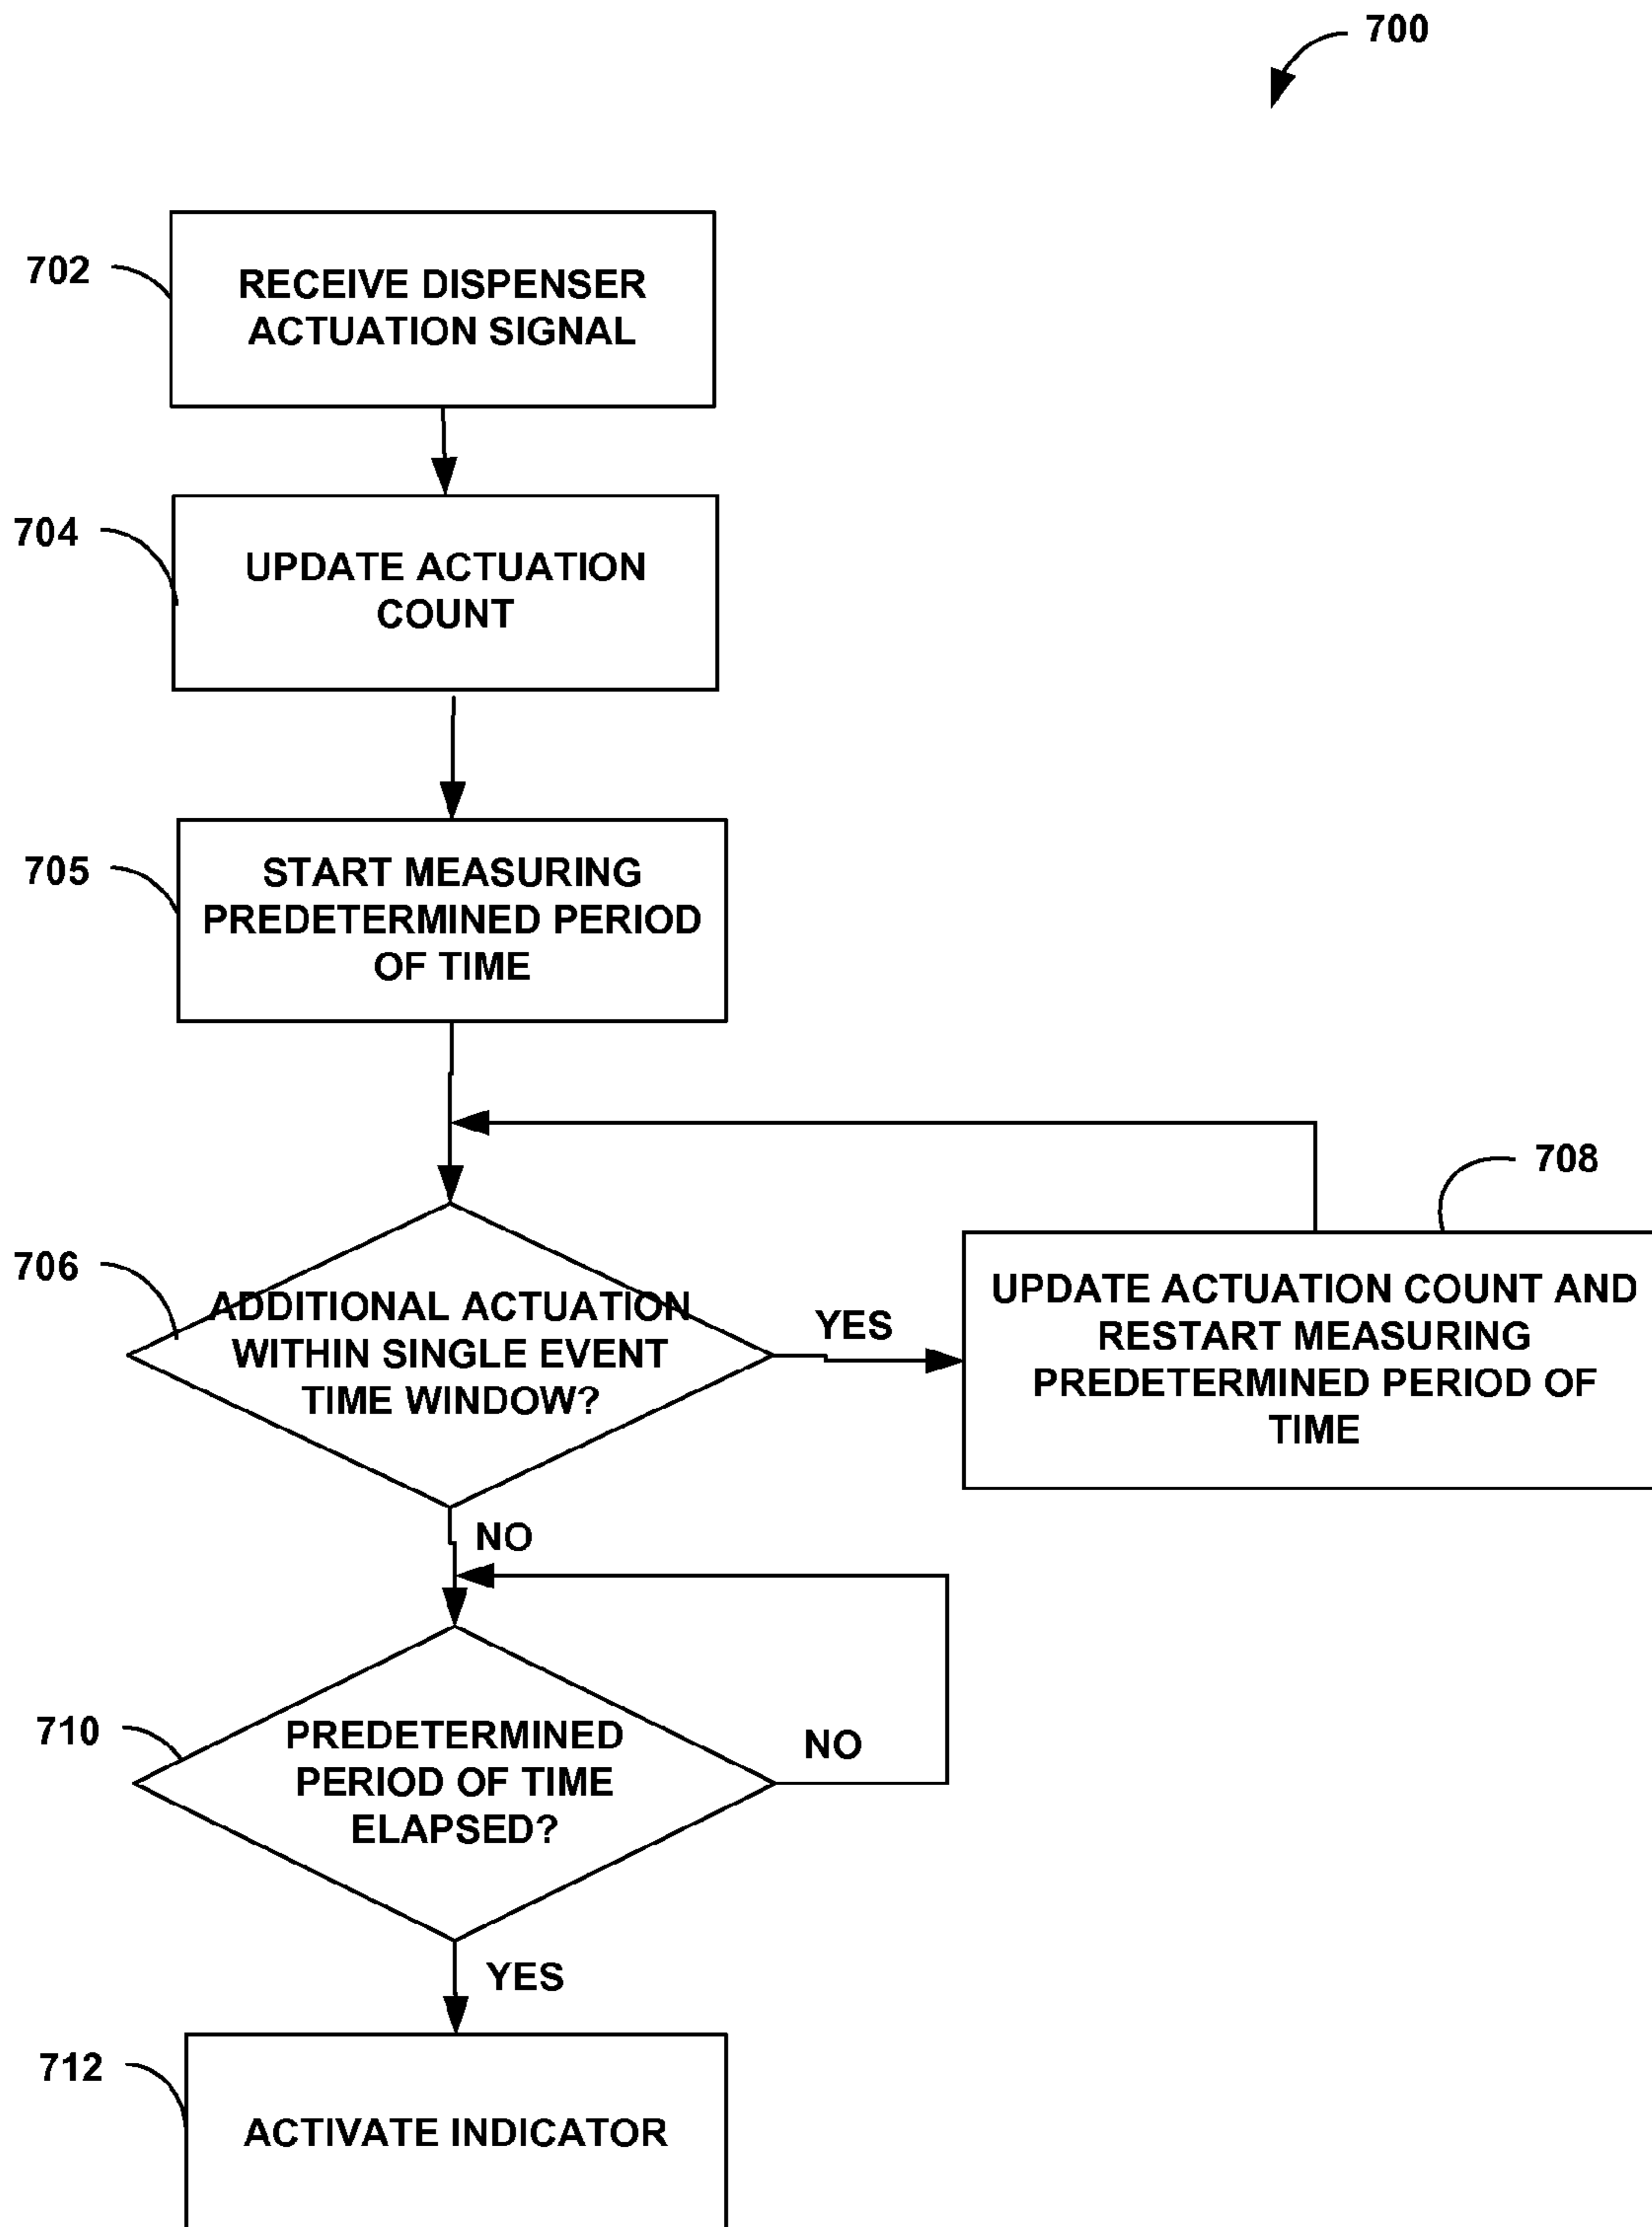 700
702
RECEIVE DISPENSER
ACTUATION SIGNAL
704
UPDATE ACTUATION
COUNT
705
START MEASURING
PREDETERMINED PERIOD
OF TIME
708
706
ADDITIONAL ACTUATION
WITHIN SINGLE EVENT
TIME WINDOW?
YES
UPDATE ACTUATION COUNT AND
RESTART MEASURING
PREDETERMINED PERIOD OF
TIME
NO
710
PREDETERMINED
PERIOD OF TIME
ELAPSED?
NO
YES
712
ACTIVATE INDICATOR